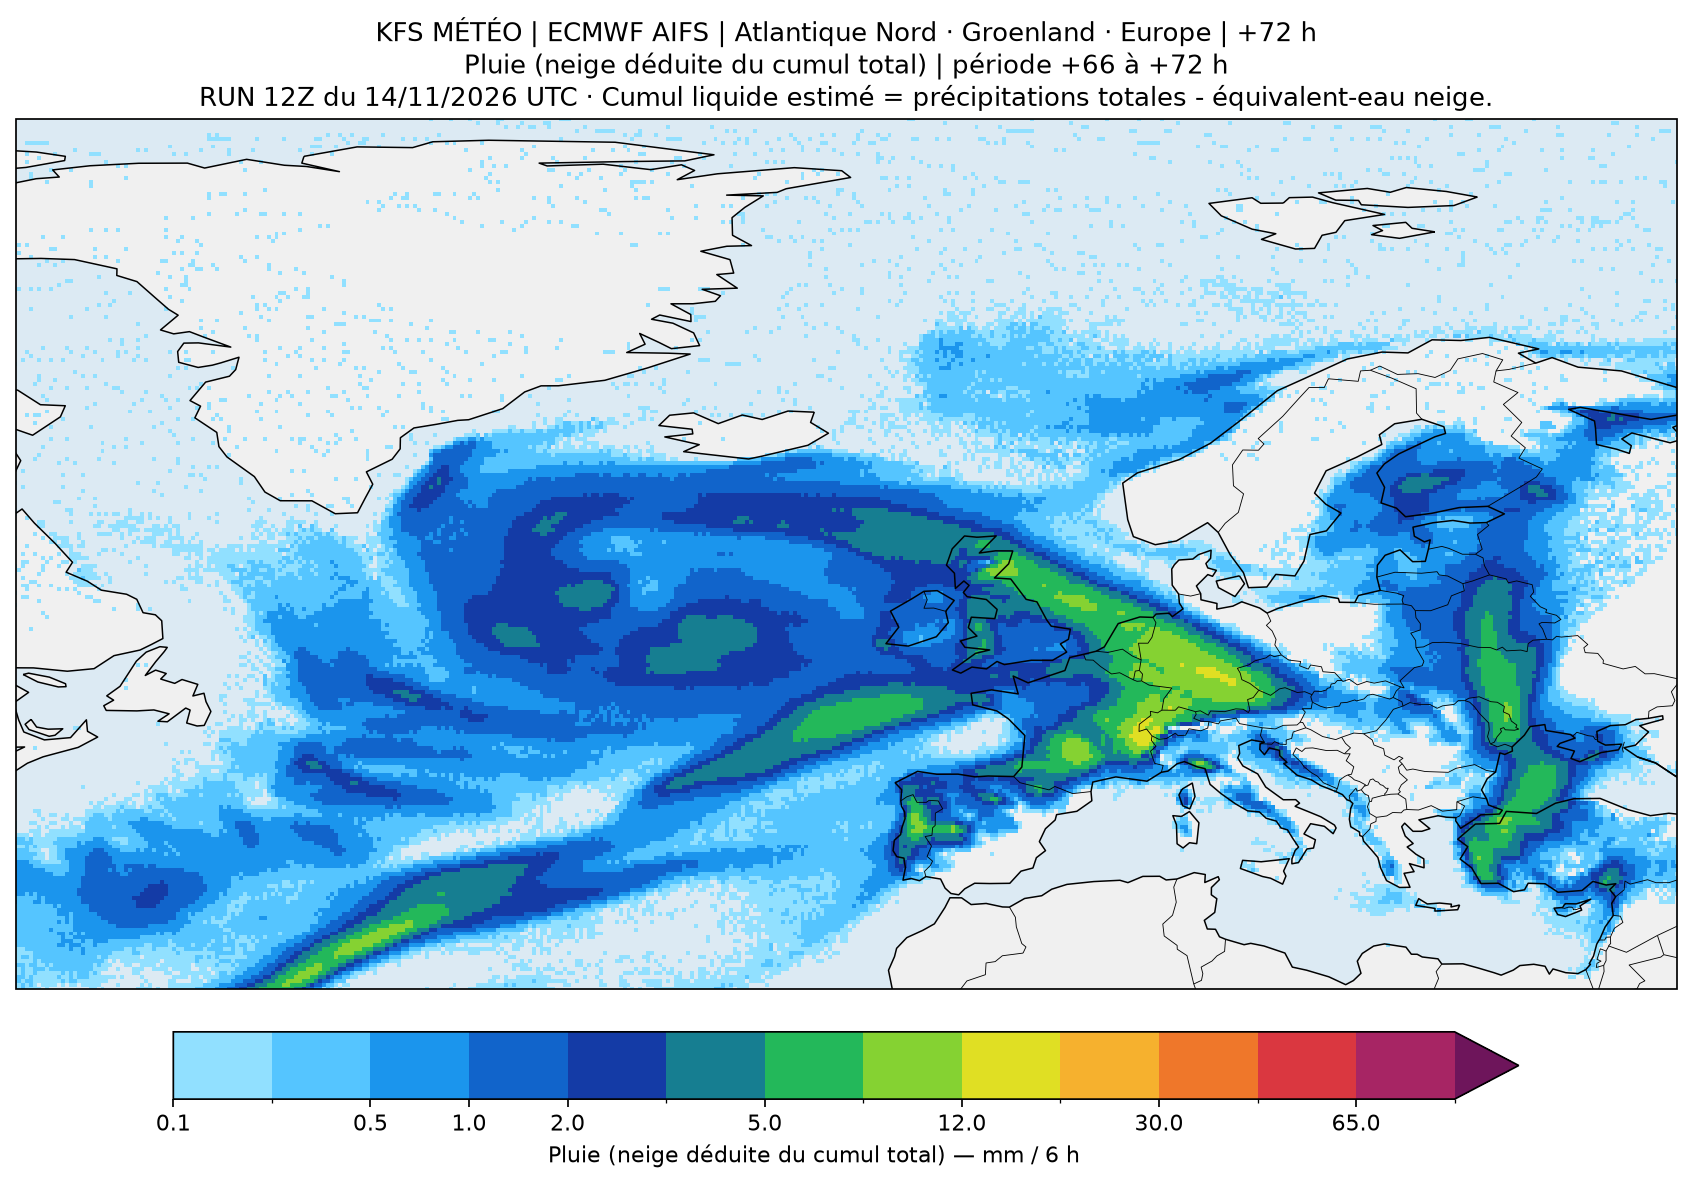 KFS MÉTÉO | ECMWF AIFS | Atlantique Nord · Groenland · Europe | +72 h
Pluie (neige déduite du cumul total) | période +66 à +72 h
RUN 12Z du 14/11/2026 UTC · Cumul liquide estimé = précipitations totales - équivalent-eau neige.
0.1 0.5 1.0 2.0 5.0 12.0 30.0 65.0
Pluie (neige déduite du cumul total) — mm / 6 h